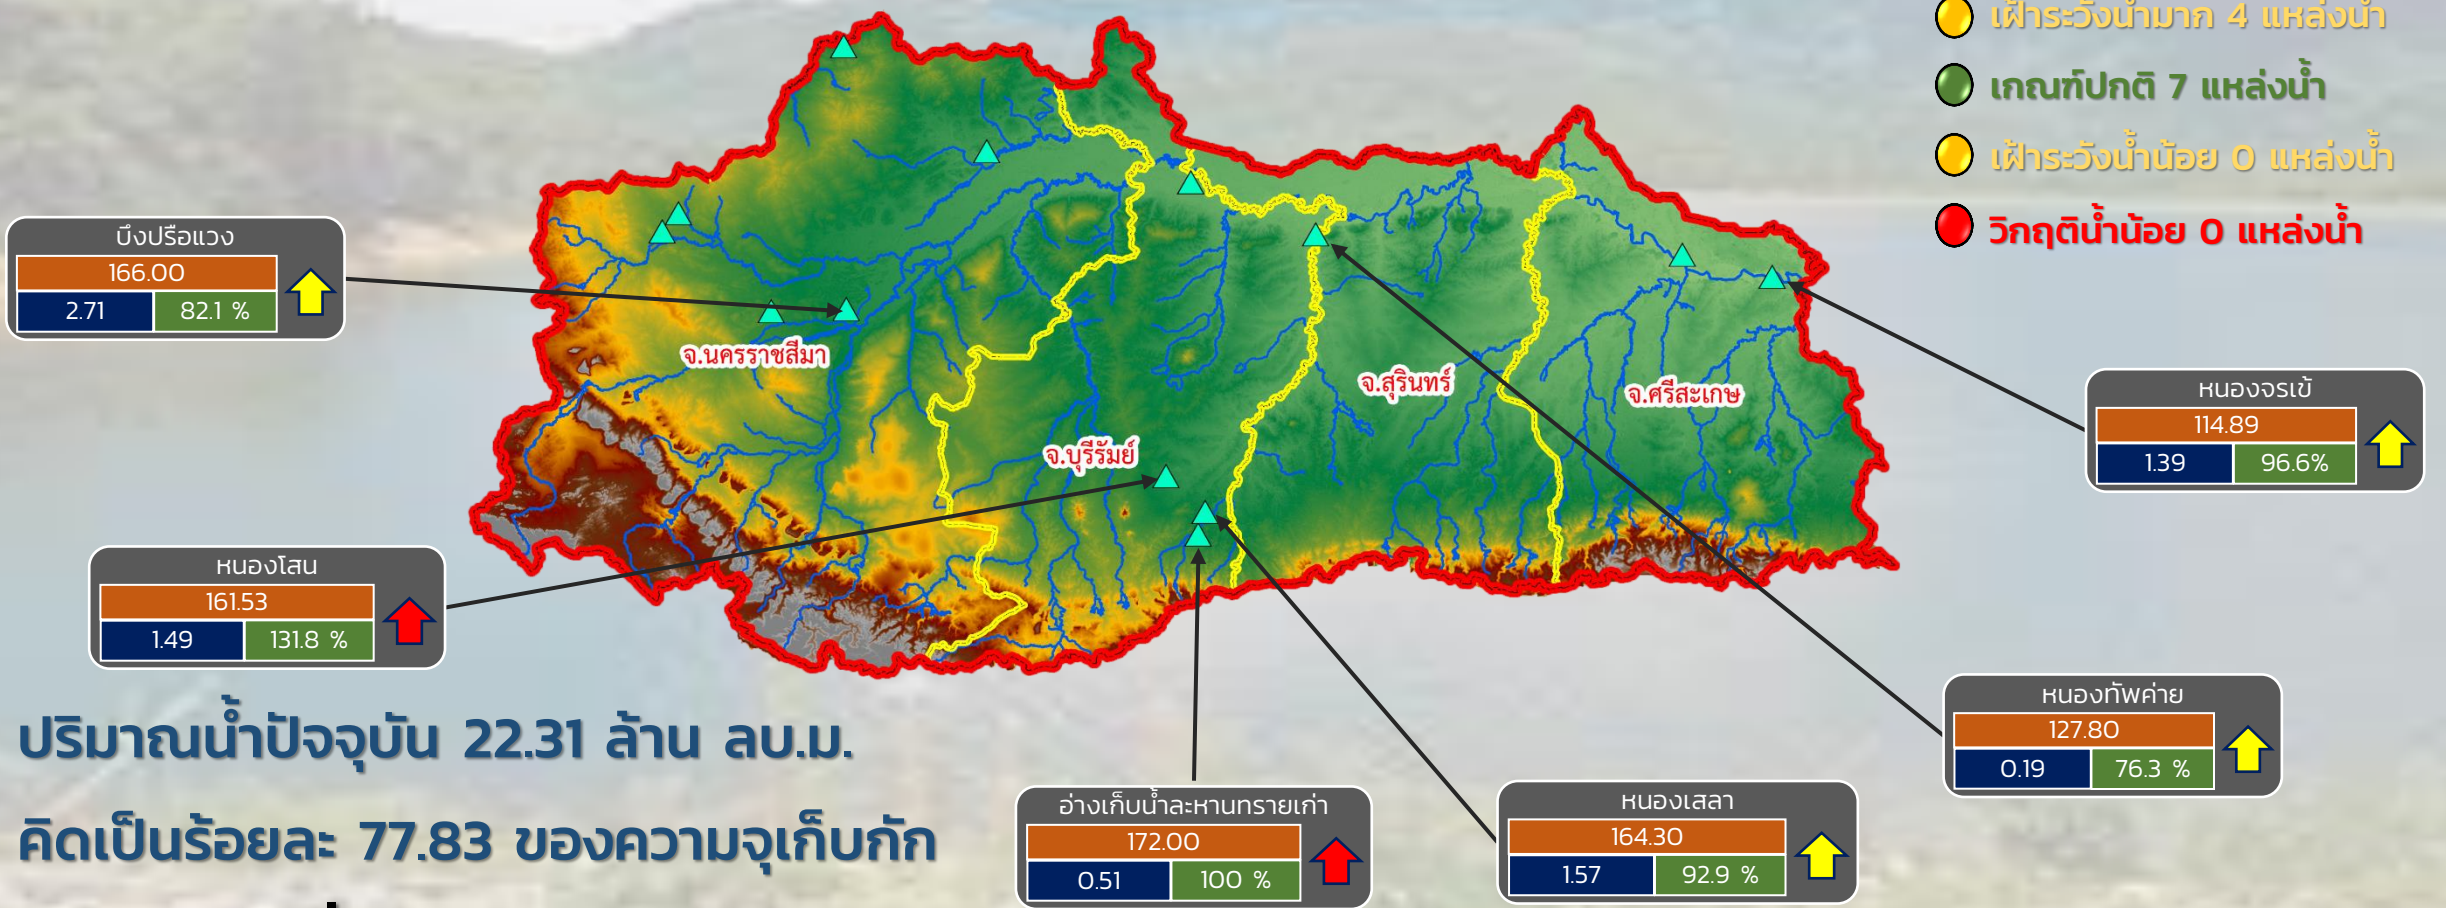 เฝ้าระวังน้ำมาก 4 แหล่งน้ำ
เกณฑ์ปกติ 7 แหล่งน้ำ
เฝ้าระวังน้ำน้อย 0 แหล่งน้ำ
วิกฤติน้ำน้อย 0 แหล่งน้ำ
บึงปรือแวง
166.00
2.71 82.1 %
จ.นครราชสีมา
จ.บุรีรัมย์
จ.สุรินทร์
จ.ศรีสะเกษ
หนองจรเข้
114.89
1.39 96.6%
หนองโสน
161.53
1.49 131.8 %
หนองทัพค่าย
127.80
0.19 76.3 %
อ่างเก็บน้ำละหานทรายเก่า
172.00
0.51 100 %
หนองเสลา
164.30
1.57 92.9 %
ปริมาณน้ำปัจจุบัน 22.31 ล้าน ลบ.ม.
คิดเป็นร้อยละ 77.83 ของความจุเก็บกัก